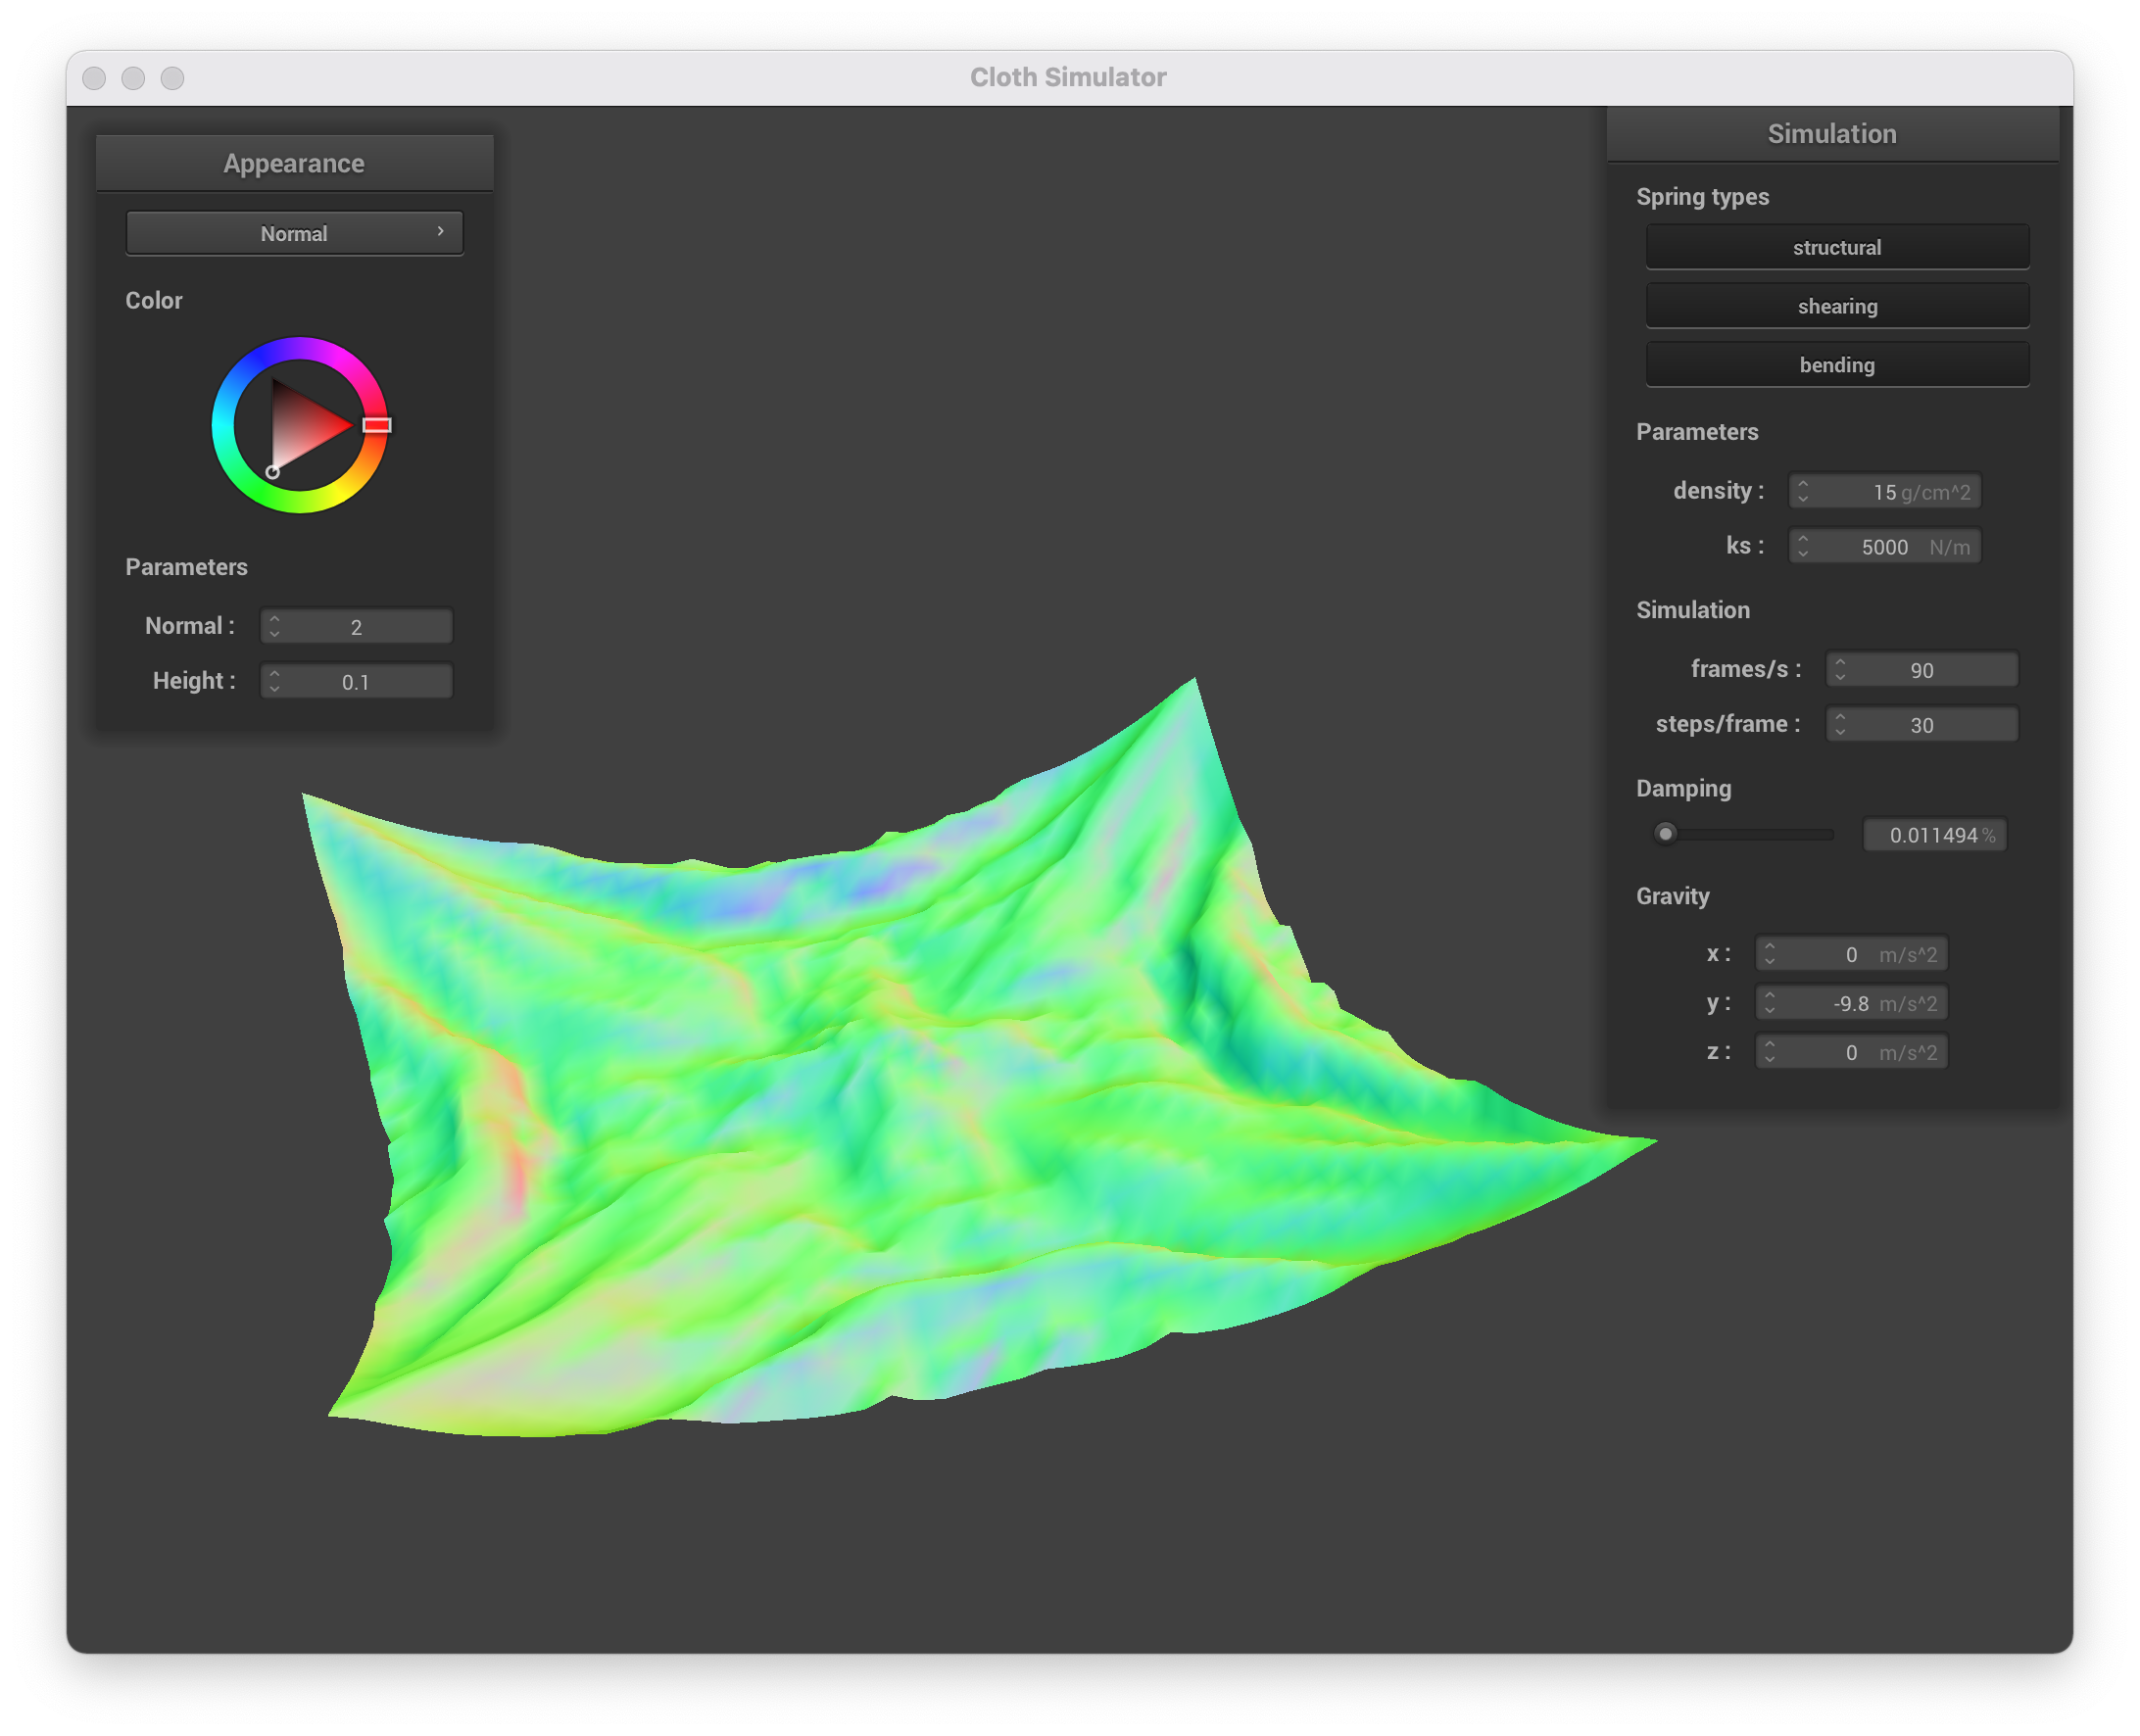 Cloth Simulator
Appearance
Normal
Color
Parameters
Normal : 2
Height : 0.1
Simulation
Spring types
structural
shearing
bending
Parameters
density : 15 g/cm^2
ks : 5000 N/m
Simulation
frames/s : 90
steps/frame : 30
Damping
0.011494 %
Gravity
x : 0 m/s^2
y : -9.8 m/s^2
z : 0 m/s^2